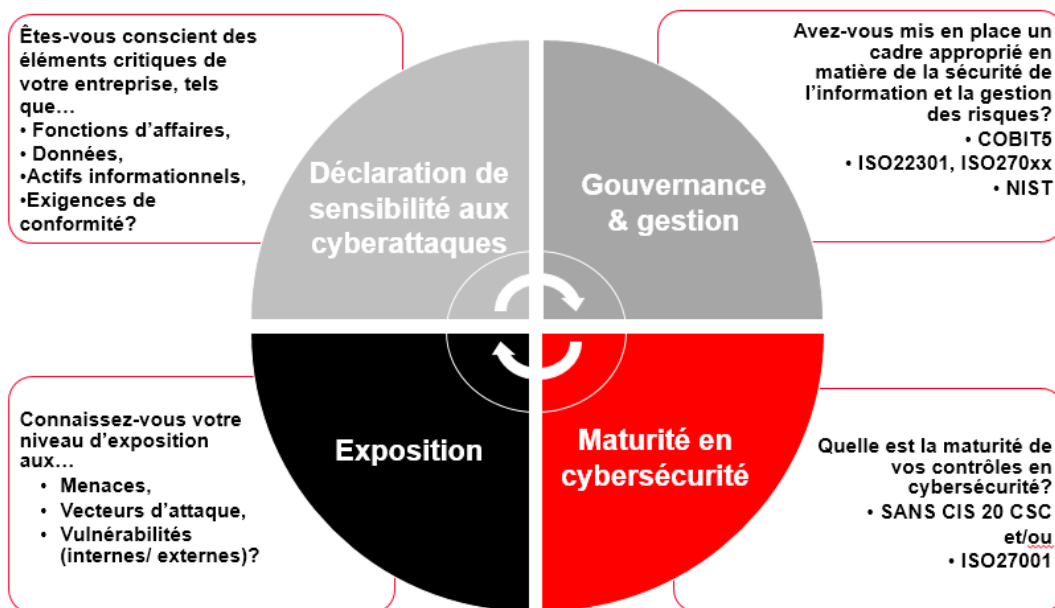 Êtes-vous conscient des
éléments critiques de
votre entreprise, tels
que…
• Fonctions d'affaires,
• Données,
•Actifs informationnels,
•Exigences de
conformité?
Avez-vous mis en place un
cadre approprié en
matière de la sécurité de
l'information et la gestion
des risques?
• COBIT5
• ISO22301, ISO270xx
• NIST
Déclaration de
sensibilité aux
cyberattaques
Gouvernance
& gestion
Exposition
Maturité en
cybersécurité
Connaissez-vous votre
niveau d'exposition
aux…
• Menaces,
• Vecteurs d'attaque,
• Vulnérabilités
(internes/ externes)?
Quelle est la maturité de
vos contrôles en
cybersécurité?
• SANS CIS 20 CSC
et/ou
• ISO27001